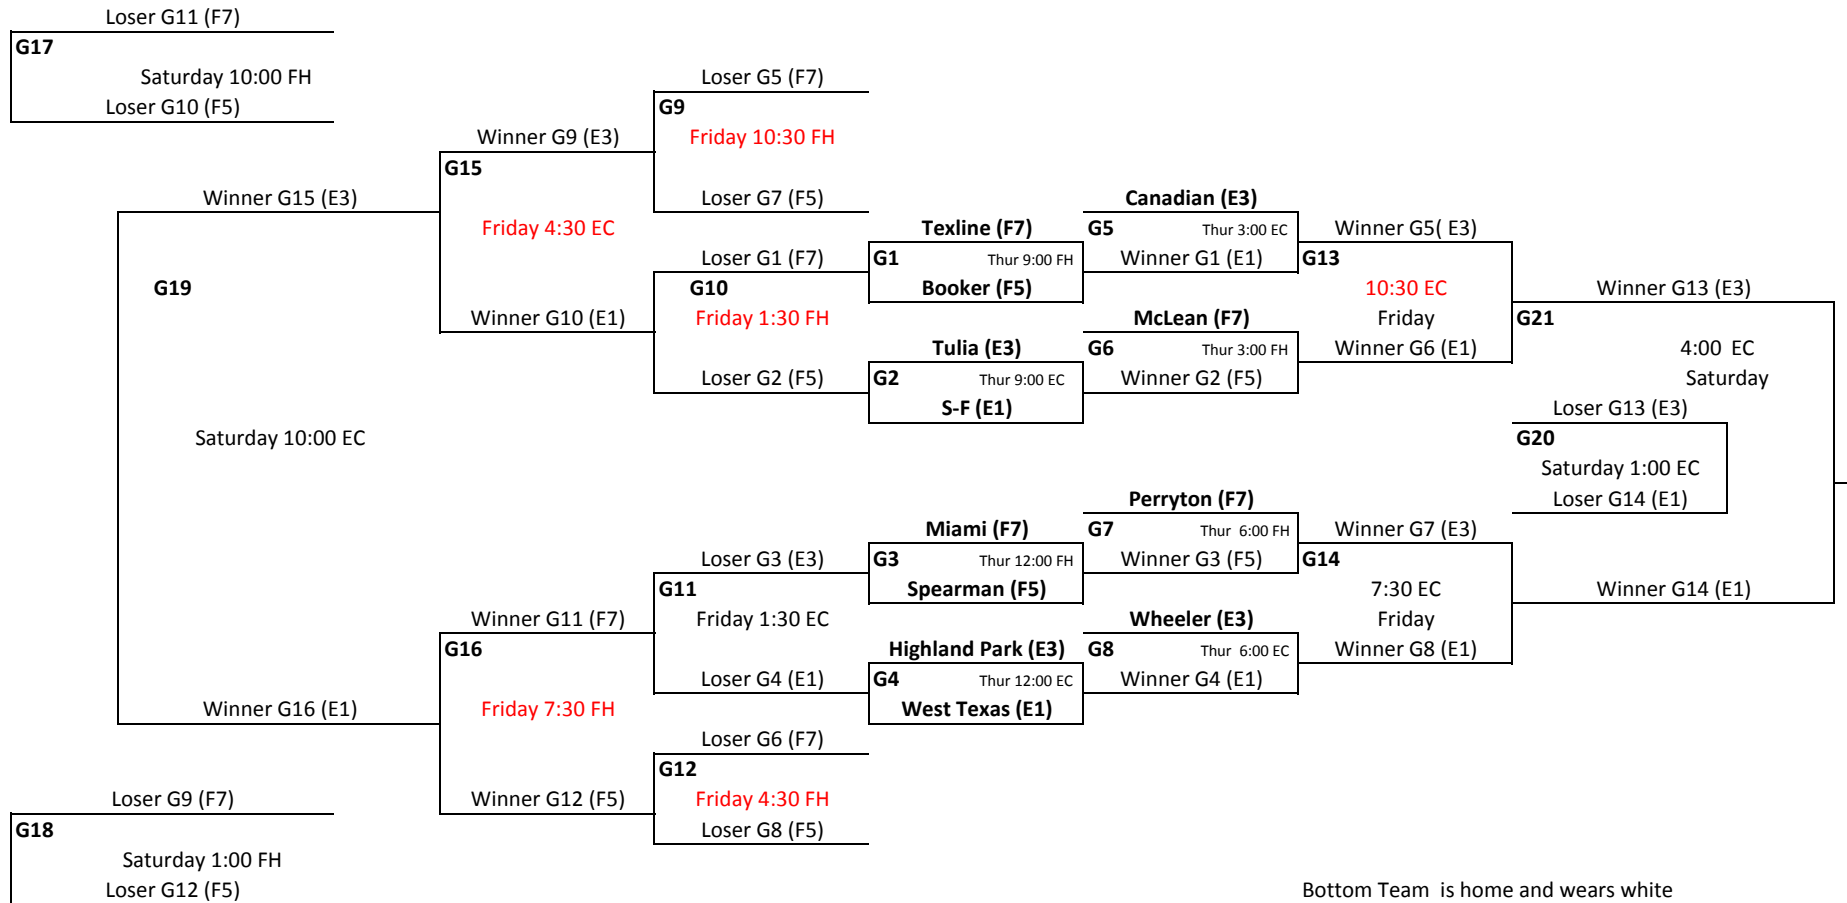 Loser G11 (F7)
G17
Saturday 10:00 FH
Loser G10 (F5)
Loser G5 (F7)
G9
Winner G9 (E3)
Friday 10:30 FH
G15
Winner G15 (E3)
Loser G7 (F5)
Canadian (E3)
Friday 4:30 EC
Texline (F7)
G5 Thur 3:00 EC
Winner G5( E3)
Loser G1 (F7)
G1 Thur 9:00 FH
Winner G1 (E1)
G13
G19
G10
Booker (F5)
10:30 EC
Winner G13 (E3)
Winner G10 (E1)
Friday 1:30 FH
McLean (F7)
Friday
G21
Tulia (E3)
G6 Thur 3:00 FH
Winner G6 (E1)
4:00 EC
Loser G2 (F5)
G2 Thur 9:00 EC
Winner G2 (F5)
Saturday
S-F (E1)
Loser G13 (E3)
Saturday 10:00 EC
G20
Saturday 1:00 EC
Perryton (F7)
Loser G14 (E1)
Miami (F7)
G7 Thur 6:00 FH
Winner G7 (E3)
Loser G3 (E3)
G3 Thur 12:00 FH
Winner G3 (F5)
G14
G11
Spearman (F5)
7:30 EC
Winner G14 (E1)
Winner G11 (F7)
Friday 1:30 EC
Wheeler (E3)
Friday
G16
Highland Park (E3)
G8 Thur 6:00 EC
Winner G8 (E1)
Loser G4 (E1)
G4 Thur 12:00 EC
Winner G4 (E1)
Winner G16 (E1)
Friday 7:30 FH
West Texas (E1)
Loser G6 (F7)
G12
Loser G9 (F7)
Winner G12 (F5)
Friday 4:30 FH
G18
Loser G8 (F5)
Saturday 1:00 FH
Loser G12 (F5)
Bottom Team is home and wears white